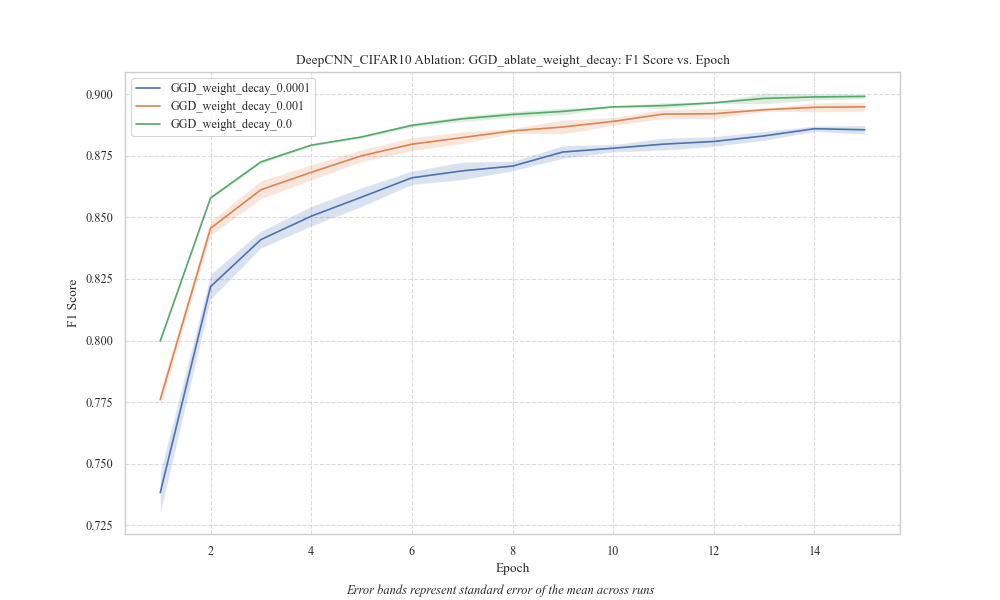 DeepCNN_CIFAR10 Ablation: GGD_ablate_weight_decay: F1 Score vs. Epoch
GGD_weight_decay_0.0001
GGD_weight_decay_0.001
GGD_weight_decay_0.0
0.900
0.875
0.850
0.825
0.800
0.775
0.750
0.725
F1 Score
2 4 6 8 10 12 14
Epoch
Error bands represent standard error of the mean across runs